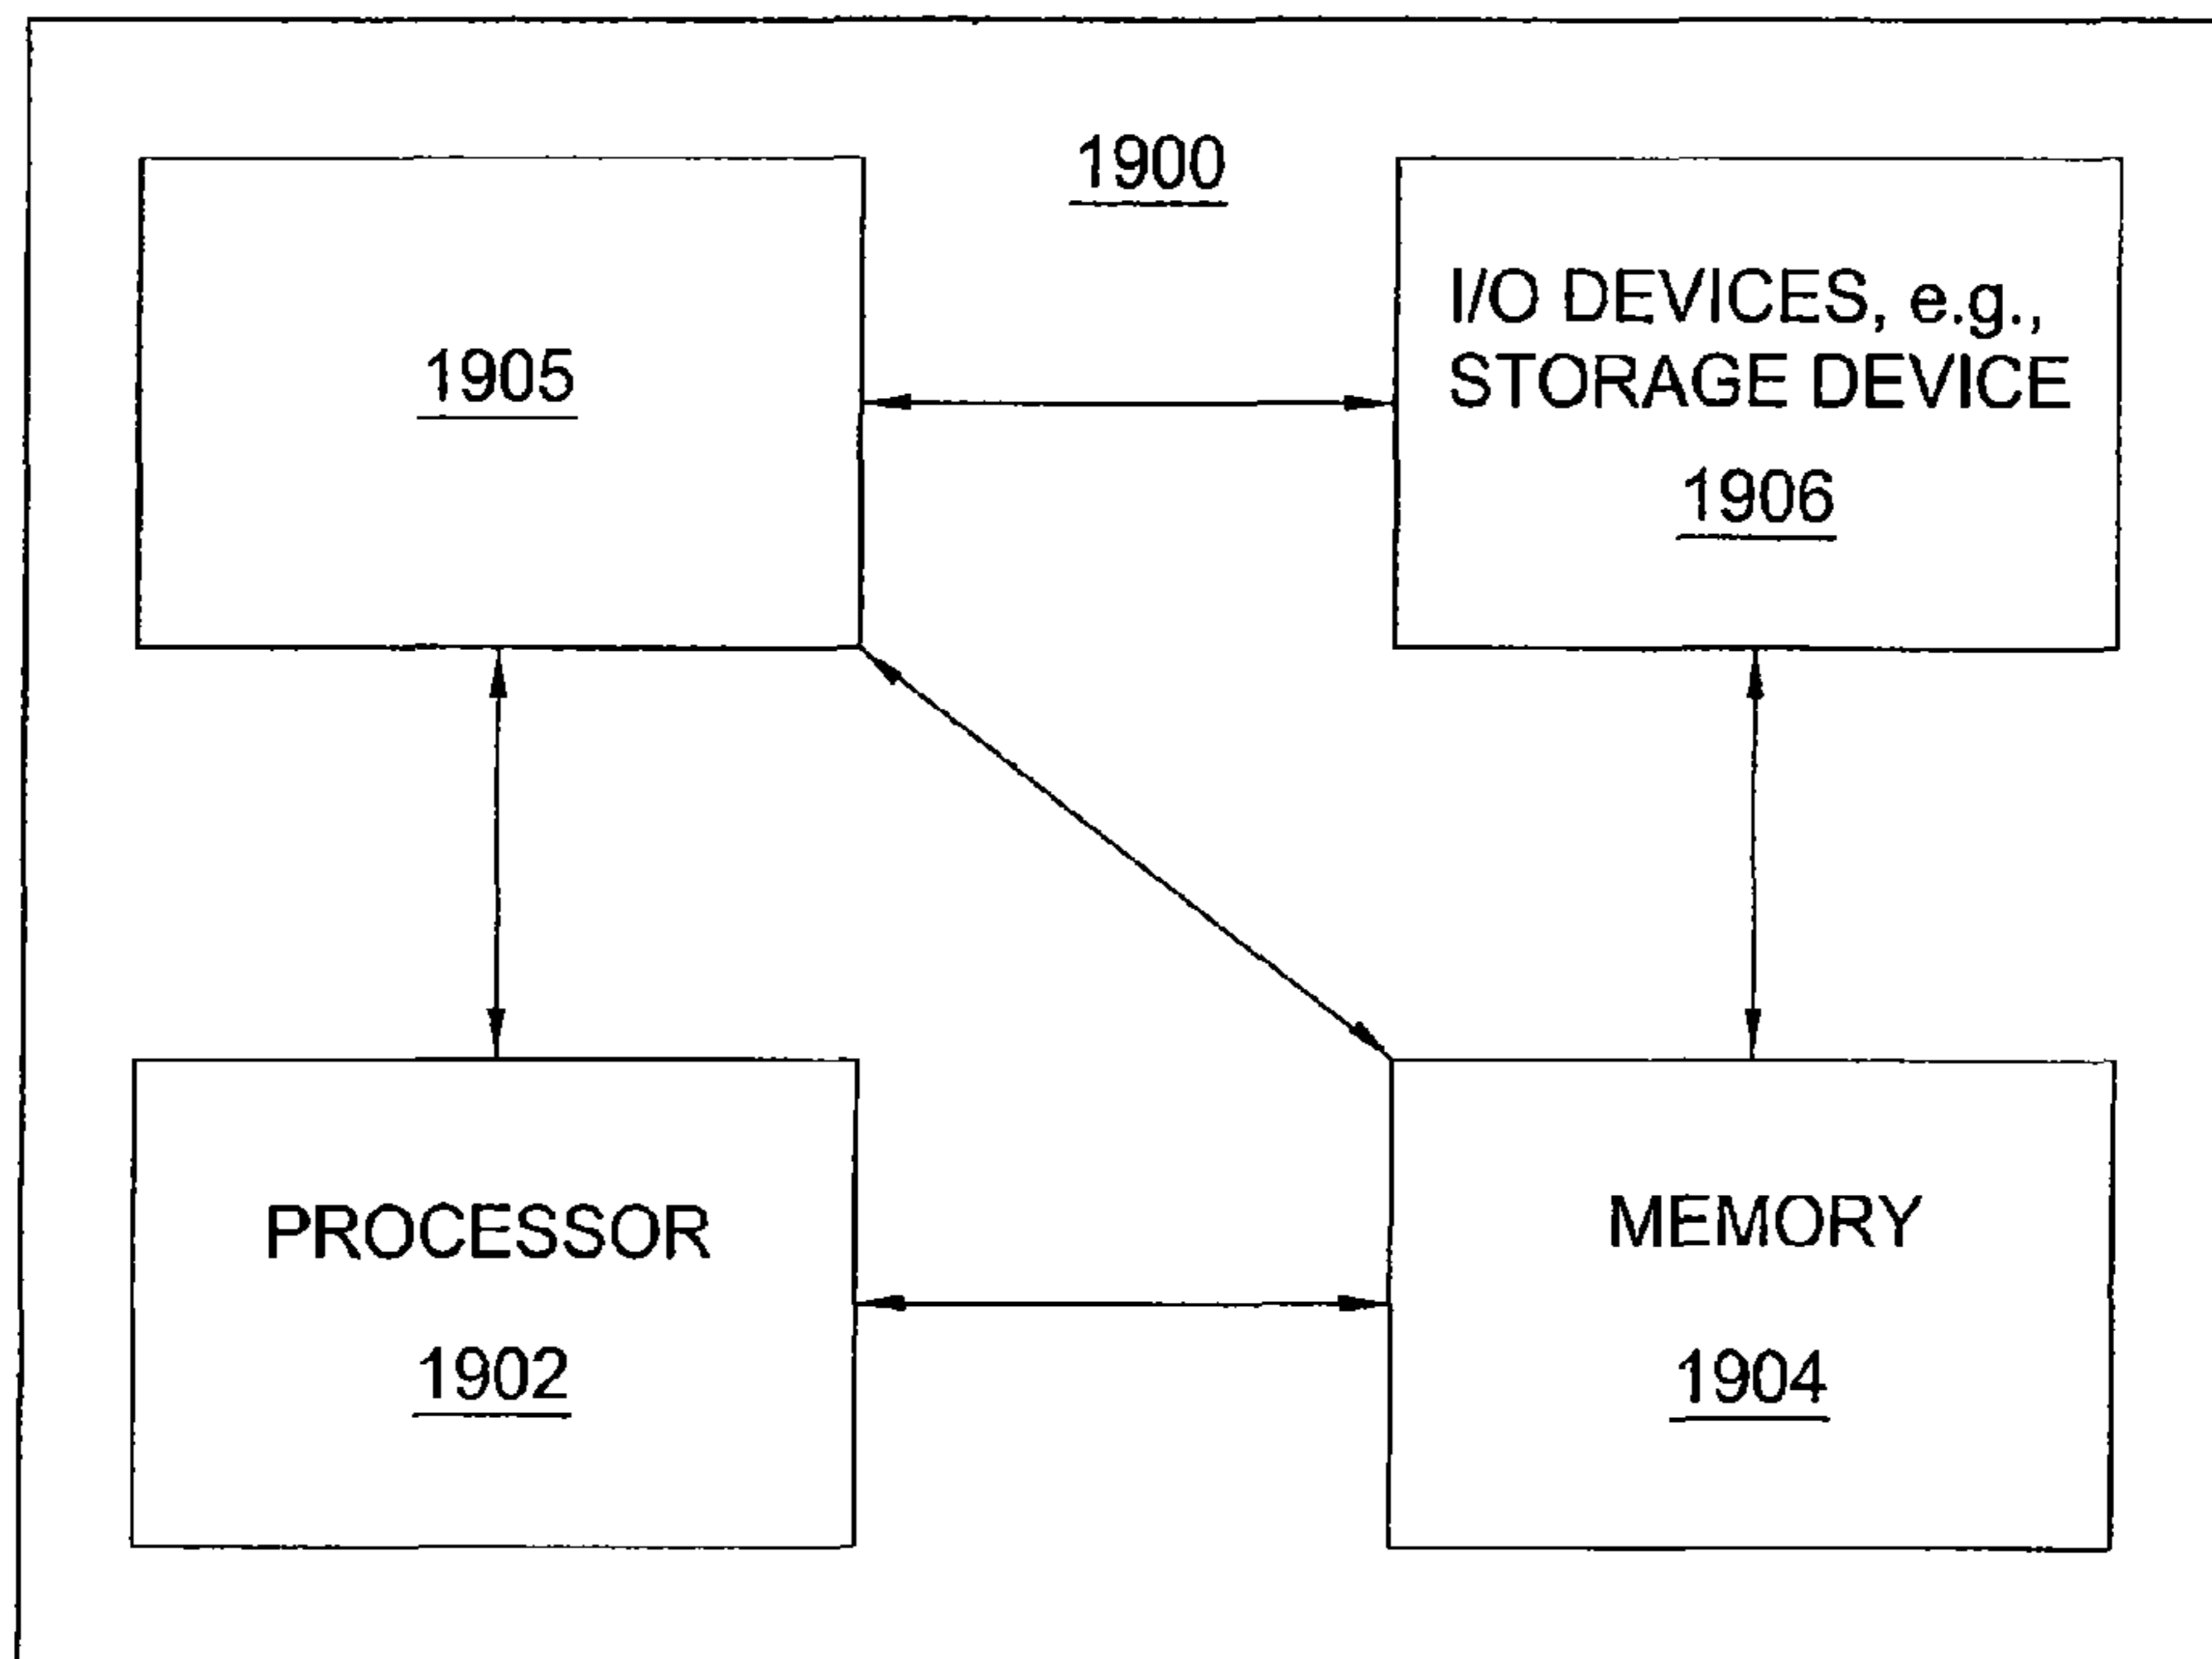 1900
1905
I/O DEVICES, e.g.,
STORAGE DEVICE
1906
PROCESSOR
1902
MEMORY
1904